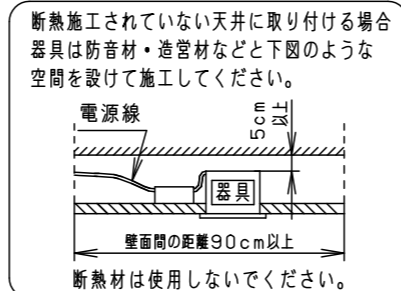 断熱施工されていない天井に取り付ける場合
器具は防音材・造営材などと下図のような
空間を設けて施工してください。
電源線
5cm
以上
器具
壁面間の距離90cm以上
断熱材は使用しないでください。